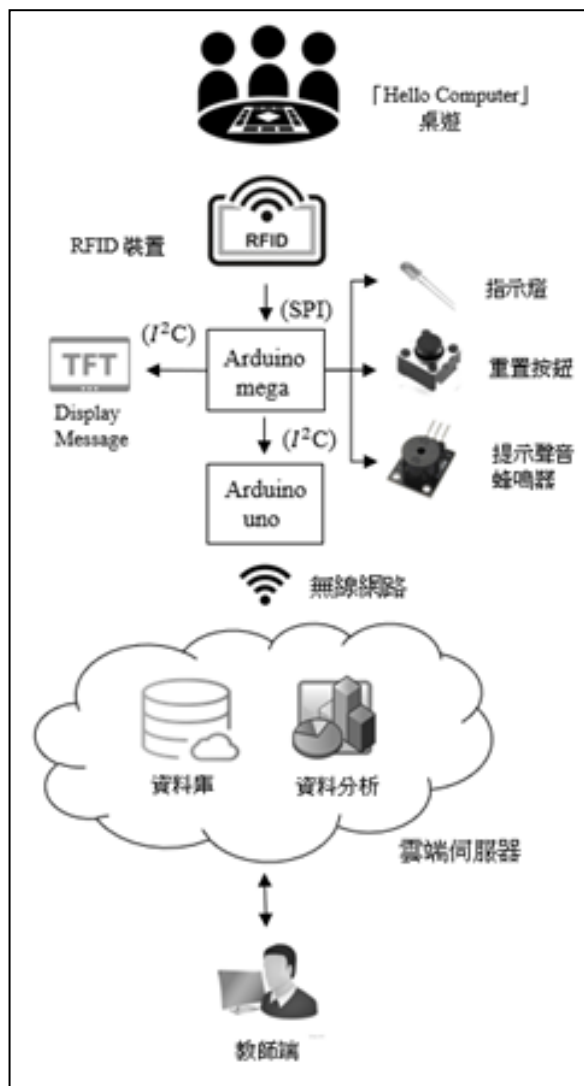 「Hello Computer」
桌遊
RFID 裝置
RFID
(SPI)
指示燈
(I²C)
TFT
Display
Message
Arduino
mega
重置按鈕
(I²C)
提示聲音
蜂鳴器
Arduino
uno
無線網路
資料庫
資料分析
雲端伺服器
教師端